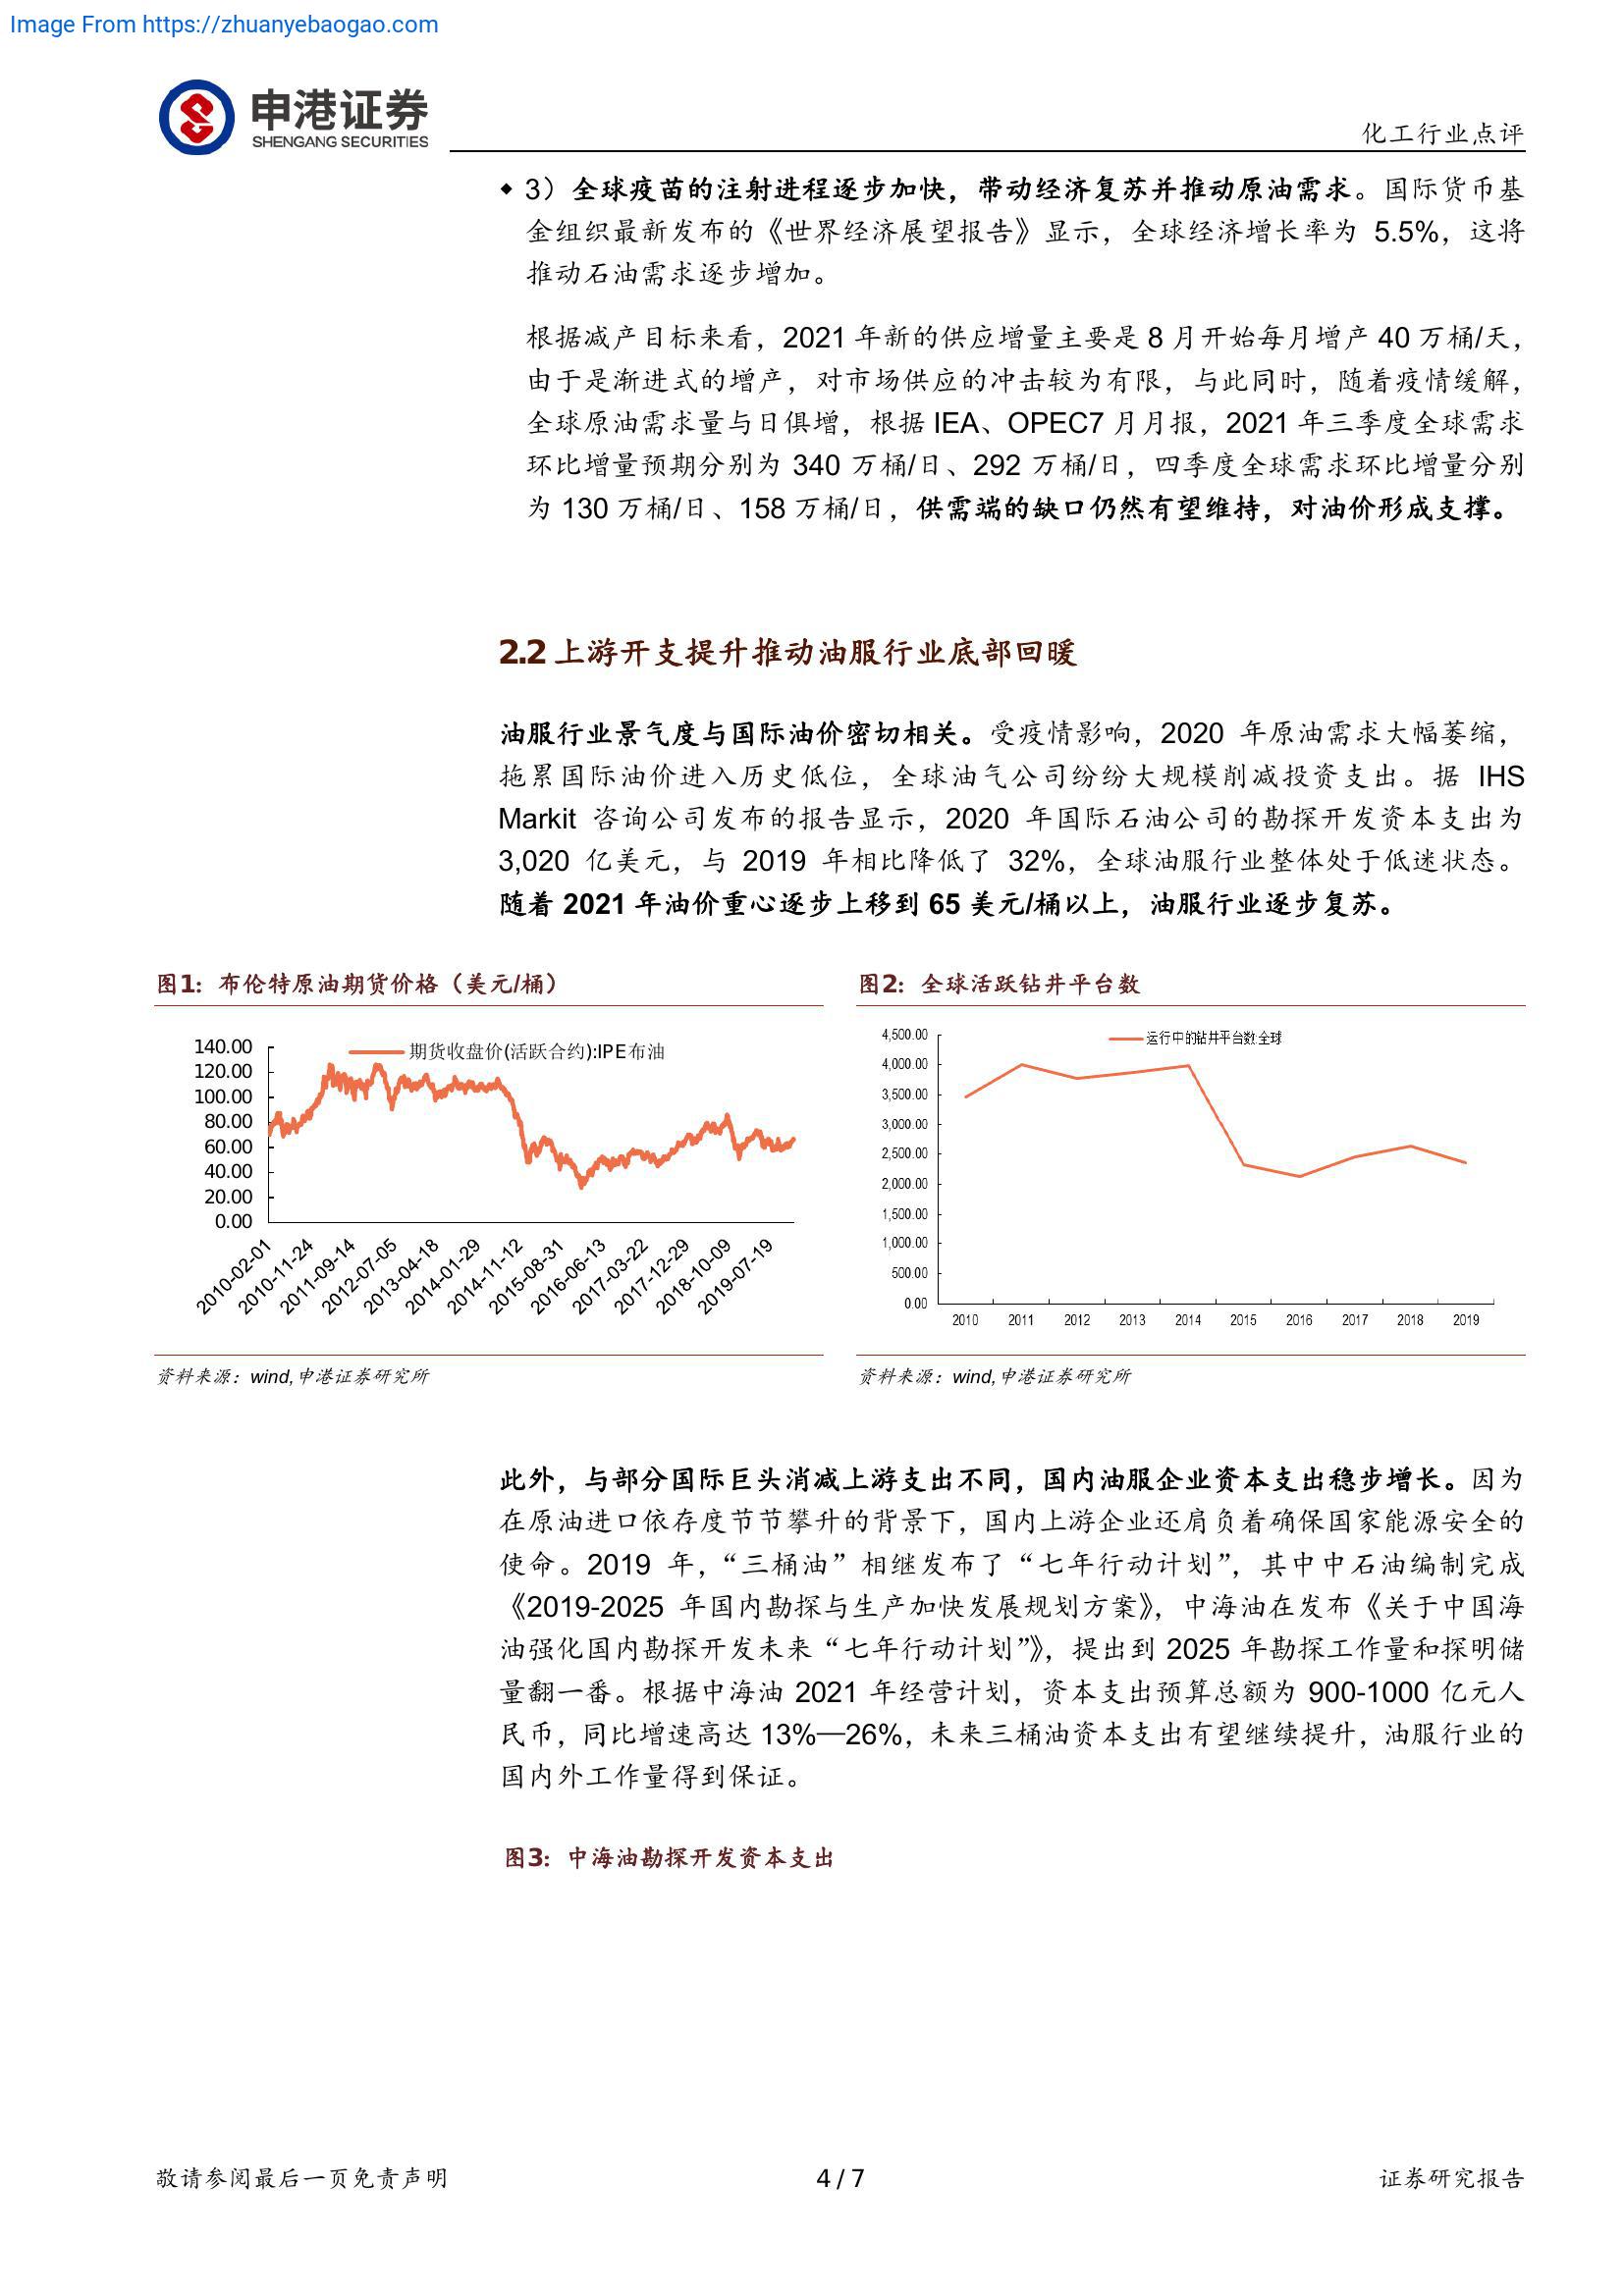 Image From https://zhuanyebaogao.com
申港证券
SHENGANG SECURITIES
化工行业点评
◆ 3）全球疫苗的注射进程逐步加快，带动经济复苏并推动原油需求。国际货币基
金组织最新发布的《世界经济展望报告》显示，全球经济增长率为 5.5%，这将
推动石油需求逐步增加。
根据减产目标来看，2021 年新的供应增量主要是 8 月开始每月增产 40 万桶/天，
由于是渐进式的增产，对市场供应的冲击较为有限，与此同时，随着疫情缓解，
全球原油需求量与日俱增，根据 IEA、OPEC7 月月报，2021 年三季度全球需求
环比增量预期分别为 340 万桶/日、292 万桶/日，四季度全球需求环比增量分别
为 130 万桶/日、158 万桶/日，供需端的缺口仍然有望维持，对油价形成支撑。
2.2 上游开支提升推动油服行业底部回暖
油服行业景气度与国际油价密切相关。受疫情影响，2020 年原油需求大幅萎缩，
拖累国际油价进入历史低位，全球油气公司纷纷大规模削减投资支出。据 IHS
Markit 咨询公司发布的报告显示，2020 年国际石油公司的勘探开发资本支出为
3,020 亿美元，与 2019 年相比降低了 32%，全球油服行业整体处于低迷状态。
随着 2021 年油价重心逐步上移到 65 美元/桶以上，油服行业逐步复苏。
图1：布伦特原油期货价格（美元/桶）
期货收盘价(活跃合约):IPE布油
140.00
120.00
100.00
80.00
60.00
40.00
20.00
0.00
2010-02-01
2010-11-24
2011-09-14
2012-07-05
2013-04-18
2014-01-29
2014-11-12
2015-08-31
2016-06-13
2017-03-22
2017-12-29
2018-10-09
2019-07-19
资料来源：wind,申港证券研究所
图2：全球活跃钻井平台数
运行中的钻井平台数:全球
4,500.00
4,000.00
3,500.00
3,000.00
2,500.00
2,000.00
1,500.00
1,000.00
500.00
0.00
2010 2011 2012 2013 2014 2015 2016 2017 2018 2019
资料来源：wind,申港证券研究所
此外，与部分国际巨头消减上游支出不同，国内油服企业资本支出稳步增长。因为
在原油进口依存度节节攀升的背景下，国内上游企业还肩负着确保国家能源安全的
使命。2019 年，“三桶油”相继发布了“七年行动计划”，其中中石油编制完成
《2019-2025 年国内勘探与生产加快发展规划方案》，中海油在发布《关于中国海
油强化国内勘探开发未来“七年行动计划”》，提出到 2025 年勘探工作量和探明储
量翻一番。根据中海油 2021 年经营计划，资本支出预算总额为 900-1000 亿元人
民币，同比增速高达 13%—26%，未来三桶油资本支出有望继续提升，油服行业的
国内外工作量得到保证。
图3：中海油勘探开发资本支出
敬请参阅最后一页免责声明
4 / 7
证券研究报告